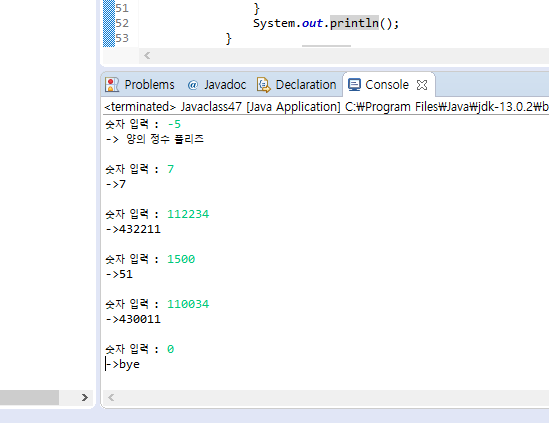 51 }
52 System.out.println();
53 }
Problems @ Javadoc Declaration Console
<terminated> Javaclass47 [Java Application] C:₩Program Files₩Java₩jdk-13.0.2₩b
숫자 입력 : -5
-> 양의 정수 플리즈
숫자 입력 : 7
->7
숫자 입력 : 112234
->432211
숫자 입력 : 1500
->51
숫자 입력 : 110034
->430011
숫자 입력 : 0
->bye